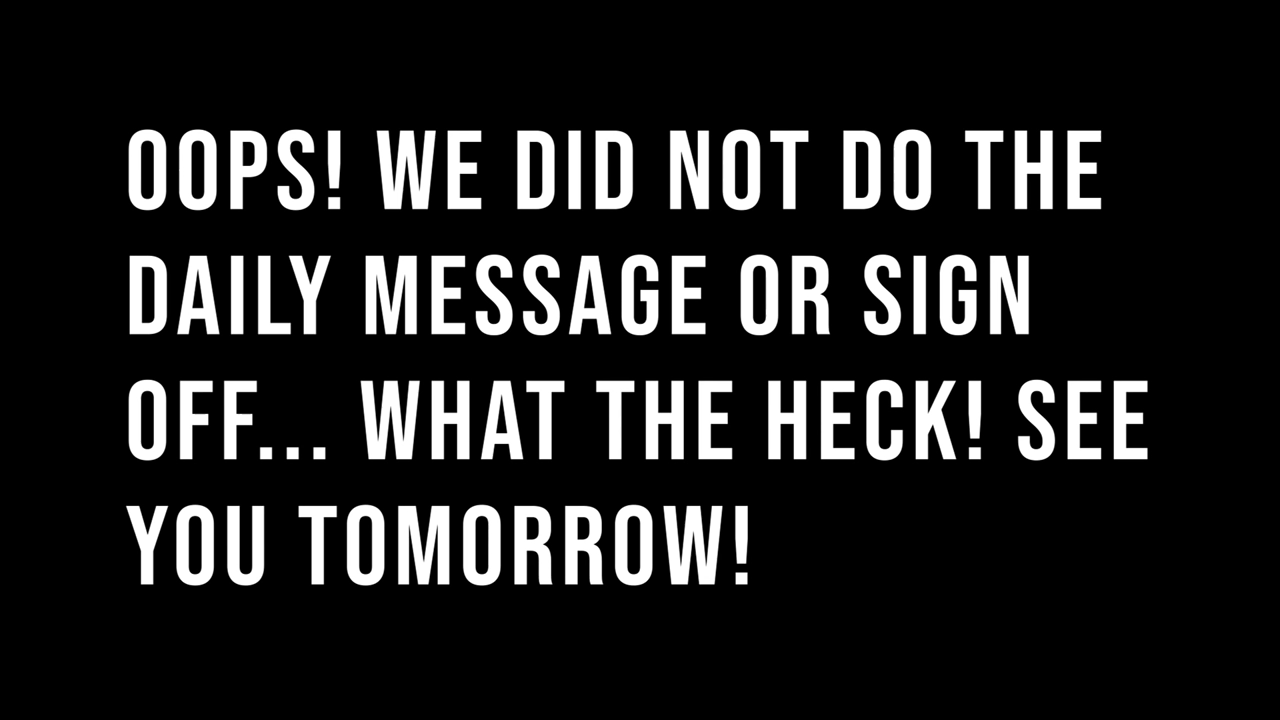 OOPS! WE DID NOT DO THE
DAILY MESSAGE OR SIGN
OFF... WHAT THE HECK! SEE
YOU TOMORROW!